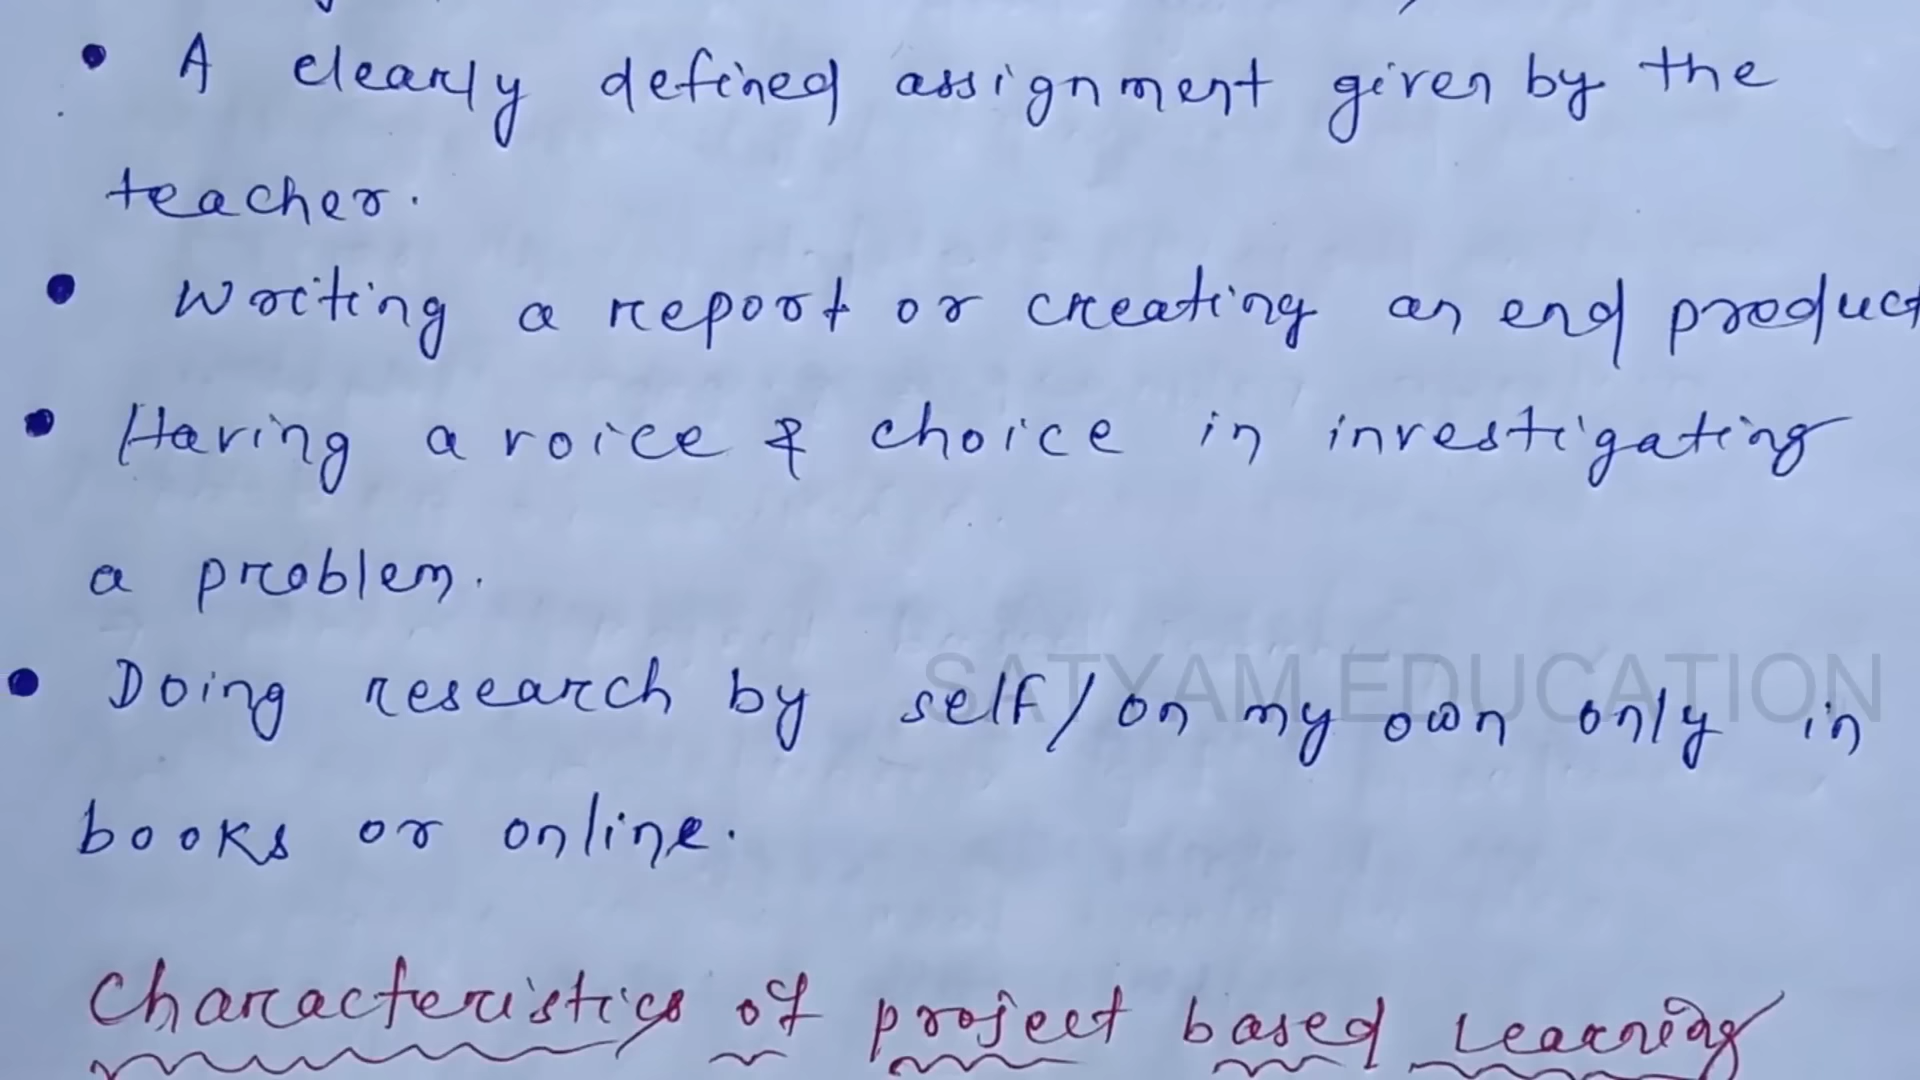 • A clearly defined assignment given by the
teacher.
• Writing a report or creating an end product
• Having a voice & choice in investigating
a problem.
SATYAM EDUCATION
• Doing research by self/on my own only in
books or online.
Characteristics of project based Learning